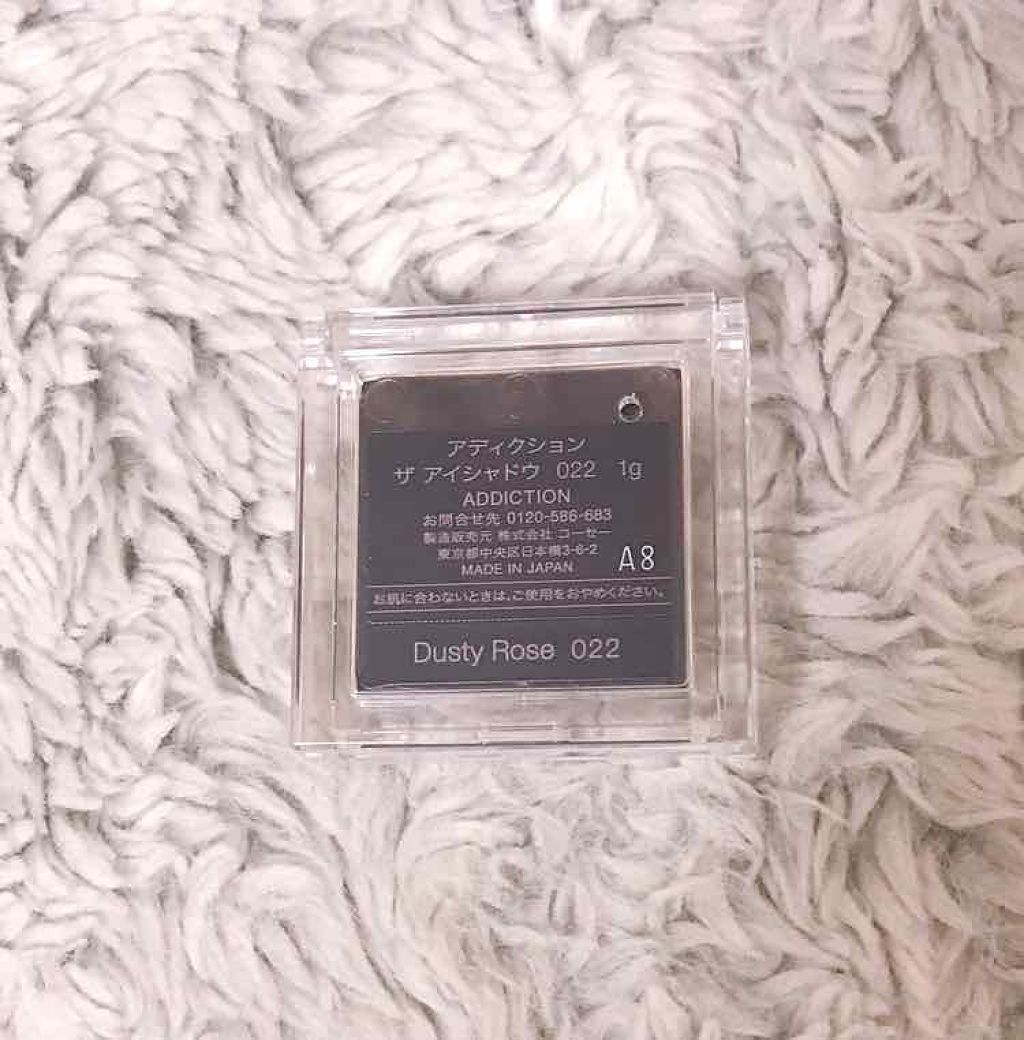 アディクション
ザ アイシャドウ 022 1g
ADDICTION
お問合せ先 0120-586-683
製造販売元 株式会社 コーセー
東京都中央区日本橋3-6-2
MADE IN JAPAN A8
お肌に合わないときは、ご使用をおやめください。
Dusty Rose 022